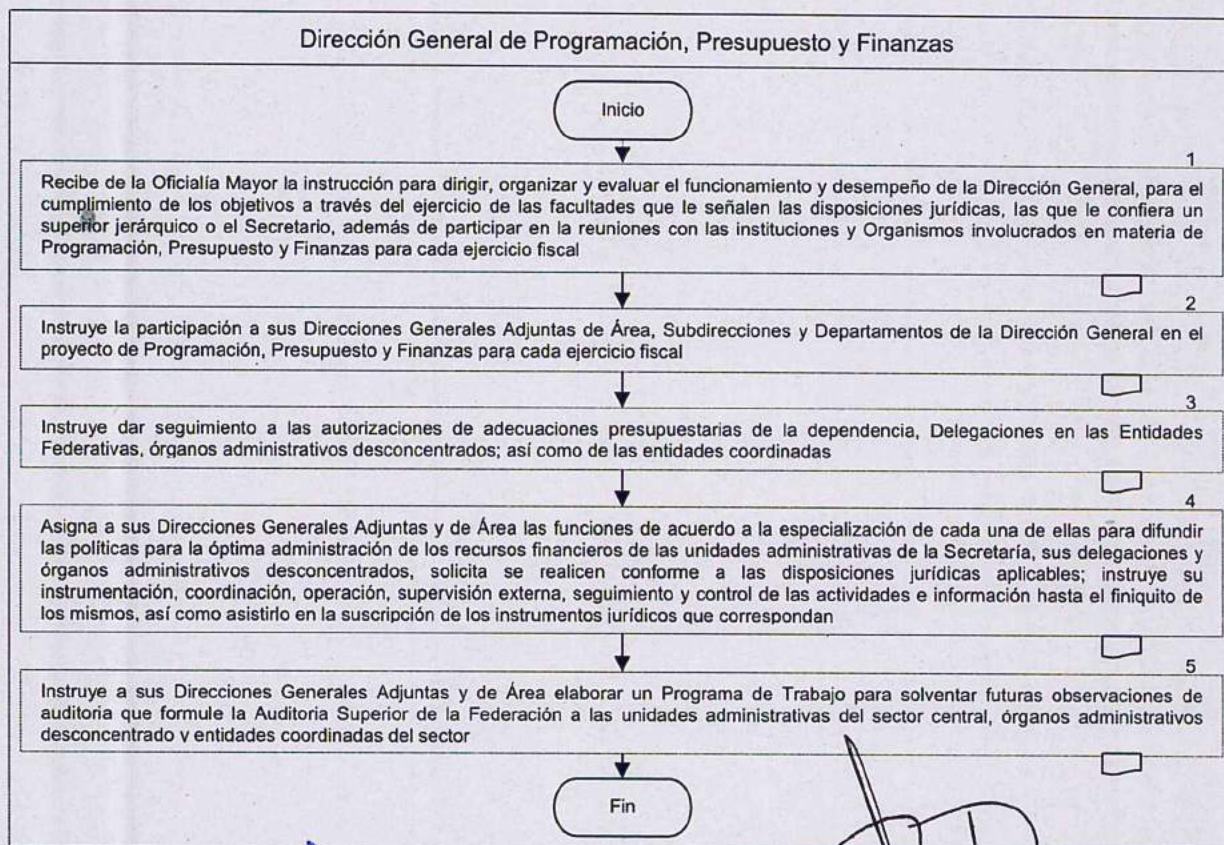 Dirección General de Programación, Presupuesto y Finanzas
Inicio
1
Recibe de la Oficialía Mayor la instrucción para dirigir, organizar y evaluar el funcionamiento y desempeño de la Dirección General, para el
cumplimiento de los objetivos a través del ejercicio de las facultades que le señalen las disposiciones jurídicas, las que le confiera un
superior jerárquico o el Secretario, además de participar en la reuniones con las instituciones y Organismos involucrados en materia de
Programación, Presupuesto y Finanzas para cada ejercicio fiscal
2
Instruye la participación a sus Direcciones Generales Adjuntas de Área, Subdirecciones y Departamentos de la Dirección General en el
proyecto de Programación, Presupuesto y Finanzas para cada ejercicio fiscal
3
Instruye dar seguimiento a las autorizaciones de adecuaciones presupuestarias de la dependencia, Delegaciones en las Entidades
Federativas, órganos administrativos desconcentrados; así como de las entidades coordinadas
4
Asigna a sus Direcciones Generales Adjuntas y de Área las funciones de acuerdo a la especialización de cada una de ellas para difundir
las políticas para la óptima administración de los recursos financieros de las unidades administrativas de la Secretaría, sus delegaciones y
órganos administrativos desconcentrados, solicita se realicen conforme a las disposiciones jurídicas aplicables; instruye su
instrumentación, coordinación, operación, supervisión externa, seguimiento y control de las actividades e información hasta el finiquito de
los mismos, así como asistirlo en la suscripción de los instrumentos jurídicos que correspondan
5
Instruye a sus Direcciones Generales Adjuntas y de Área elaborar un Programa de Trabajo para solventar futuras observaciones de
auditoria que formule la Auditoria Superior de la Federación a las unidades administrativas del sector central, órganos administrativos
desconcentrado y entidades coordinadas del sector
Fin